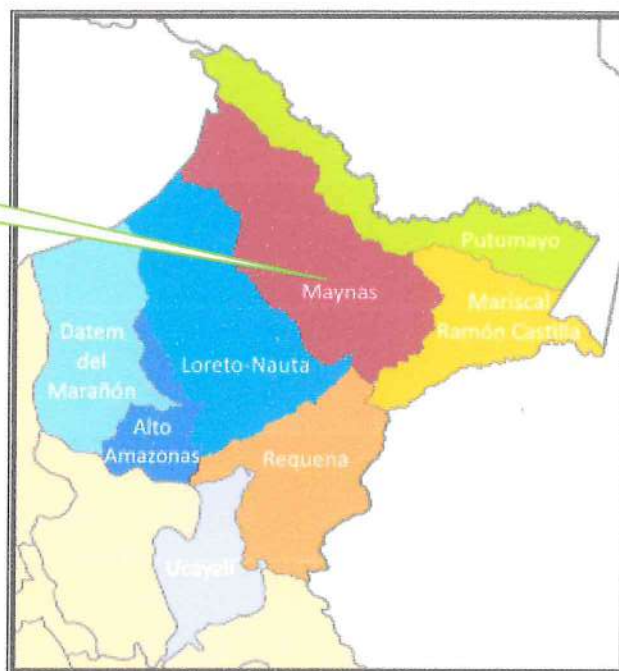 Putumayo
Maynas
Mariscal
Ramón Castilla
Datem
del
Marañón
Loreto-Nauta
Alto
Amazonas
Requena
Ucayali